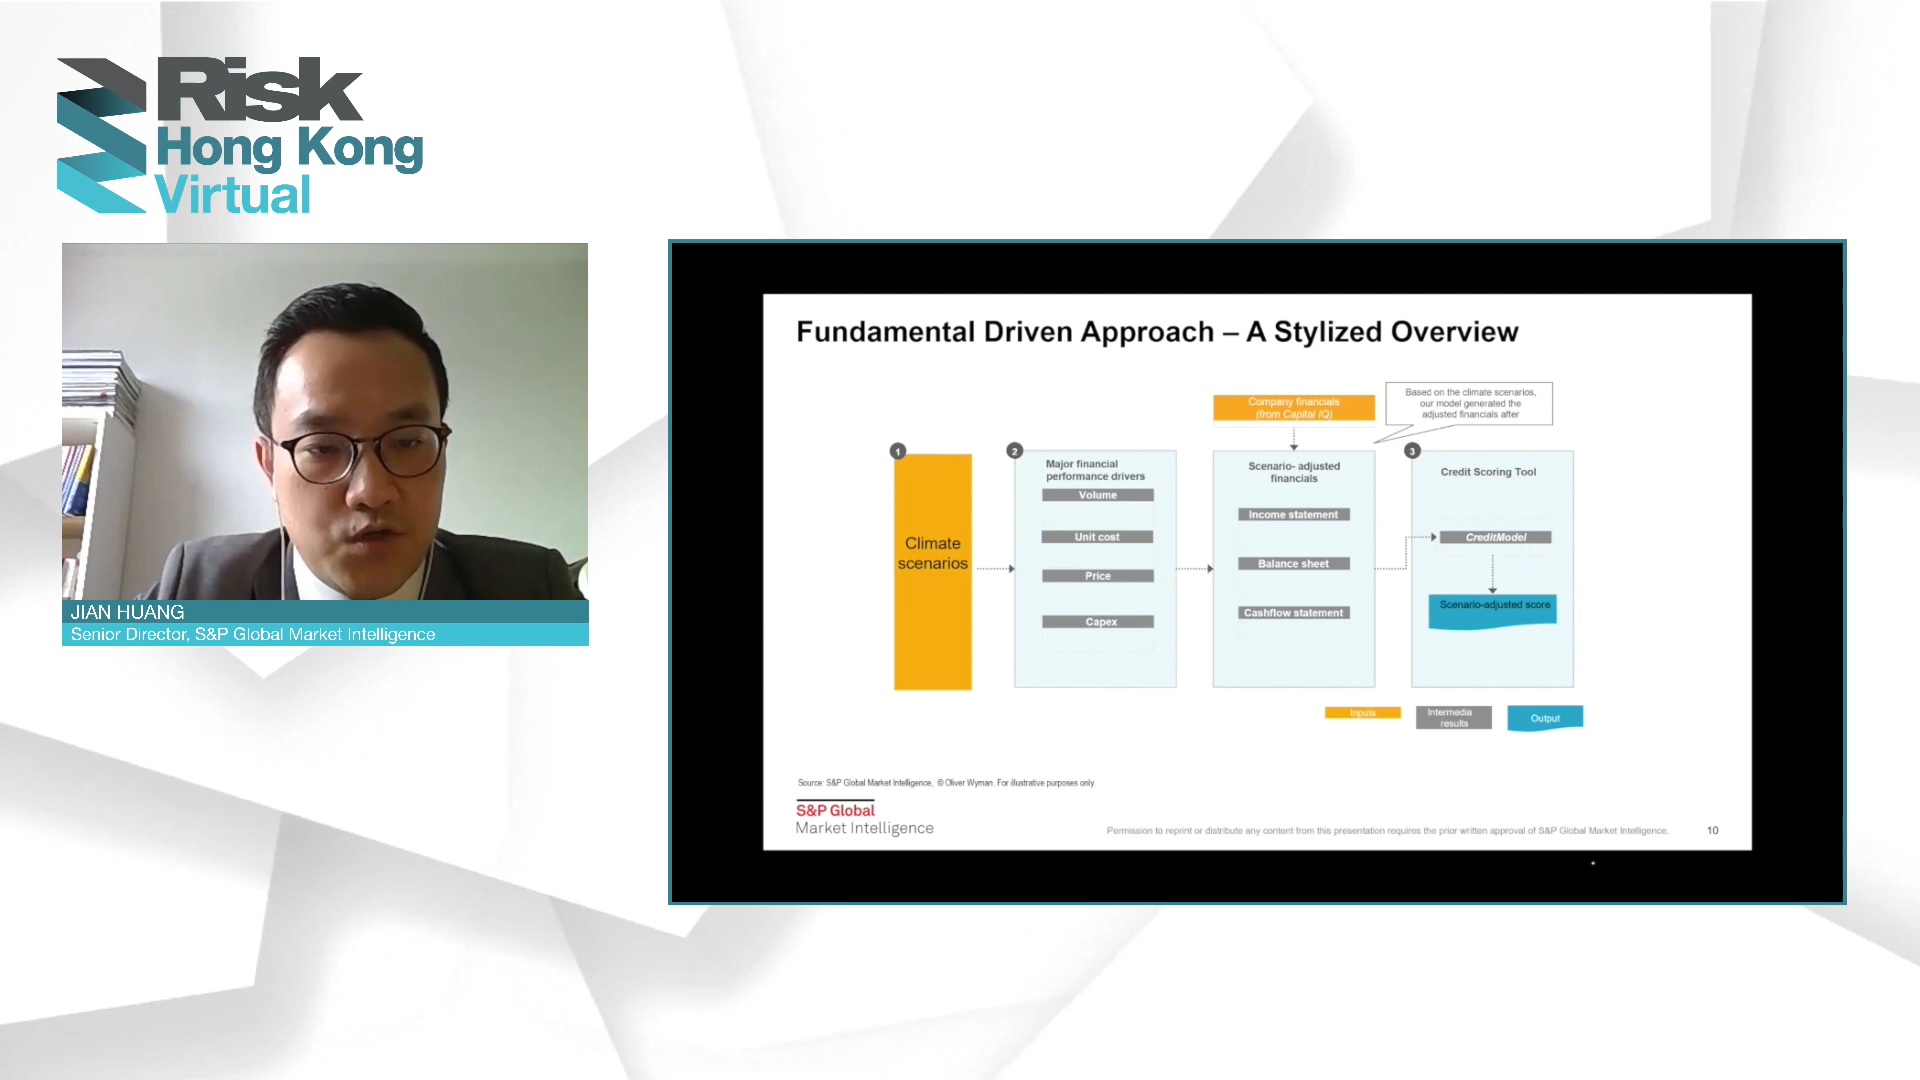 Risk
Hong Kong
Virtual
JIAN HUANG
Senior Director, S&P Global Market Intelligence
Fundamental Driven Approach – A Stylized Overview
Company financials
(from Capital IQ)
Based on the climate scenarios,
our model generated the
adjusted financials after
1
Climate
scenarios
2
Major financial
performance drivers
Volume
Unit cost
Price
Capex
Scenario- adjusted
financials
Income statement
Balance sheet
Cashflow statement
3
Credit Scoring Tool
CreditModel
Scenario-adjusted score
Inputs
Intermedia
results
Output
Source: S&P Global Market Intelligence, © Oliver Wyman. For illustrative purposes only.
S&P Global
Market Intelligence
Permission to reprint or distribute any content from this presentation requires the prior written approval of S&P Global Market Intelligence.
10